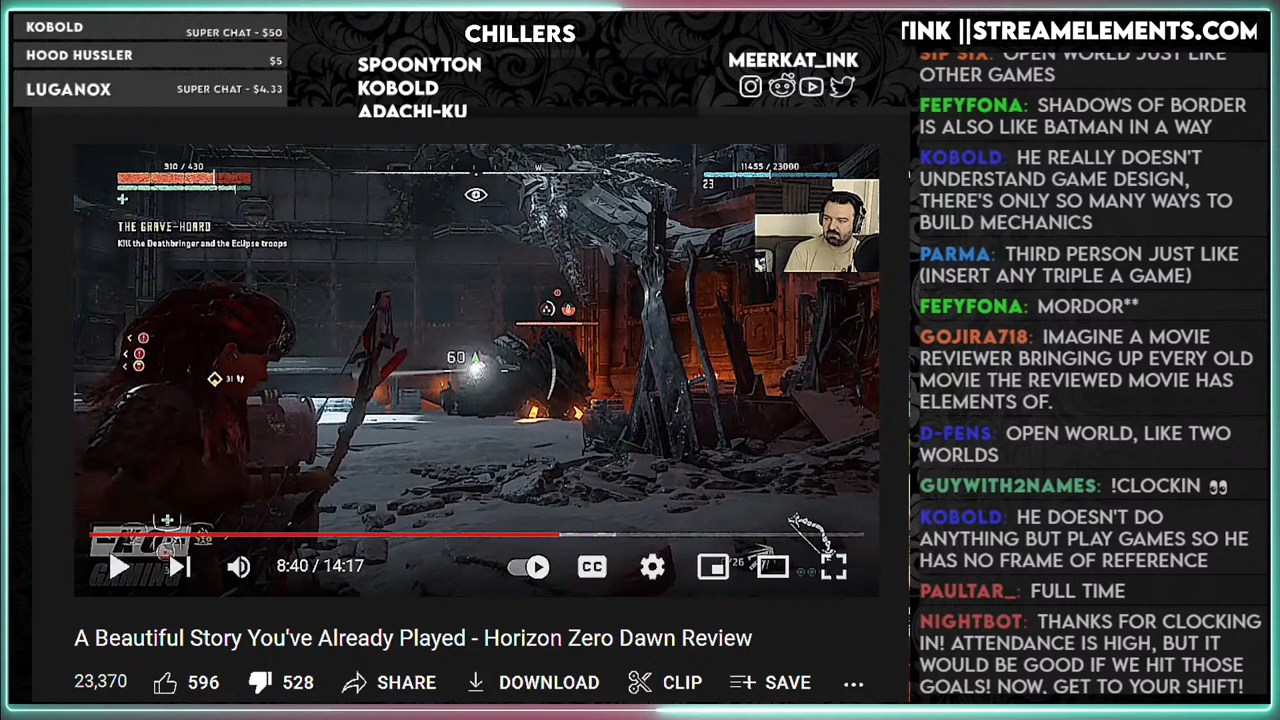 KOBOLD
SUPER CHAT - $50
HOOD HUSSLER
$5
LUGANOX
SUPER CHAT - $4.33
CHILLERS
SPOONYTON
KOBOLD
ADACHI-KU
MEERKAT_INK
TINK ||STREAMELEMENTS.COM
310 / 430
W
11455 / 23000
23
THE GRAVE-HOARD
Kill the Deathbringer and the Eclipse troops
60
31
/26
8:40 / 14:17
CC
GAMING
A Beautiful Story You've Already Played - Horizon Zero Dawn Review
23,370
596
528
SHARE
DOWNLOAD
CLIP
SAVE
SIP SIX: OPEN WORLD JUST LIKE
OTHER GAMES
FEFYFONA: SHADOWS OF BORDER
IS ALSO LIKE BATMAN IN A WAY
KOBOLD: HE REALLY DOESN'T
UNDERSTAND GAME DESIGN,
THERE'S ONLY SO MANY WAYS TO
BUILD MECHANICS
PARMA: THIRD PERSON JUST LIKE
(INSERT ANY TRIPLE A GAME)
FEFYFONA: MORDOR**
GOJIRA718: IMAGINE A MOVIE
REVIEWER BRINGING UP EVERY OLD
MOVIE THE REVIEWED MOVIE HAS
ELEMENTS OF.
D-FENS: OPEN WORLD, LIKE TWO
WORLDS
GUYWITH2NAMES: !CLOCKIN 👀
KOBOLD: HE DOESN'T DO
ANYTHING BUT PLAY GAMES SO HE
HAS NO FRAME OF REFERENCE
PAULTAR_: FULL TIME
NIGHTBOT: THANKS FOR CLOCKING
IN! ATTENDANCE IS HIGH, BUT IT
WOULD BE GOOD IF WE HIT THOSE
GOALS! NOW, GET TO YOUR SHIFT!